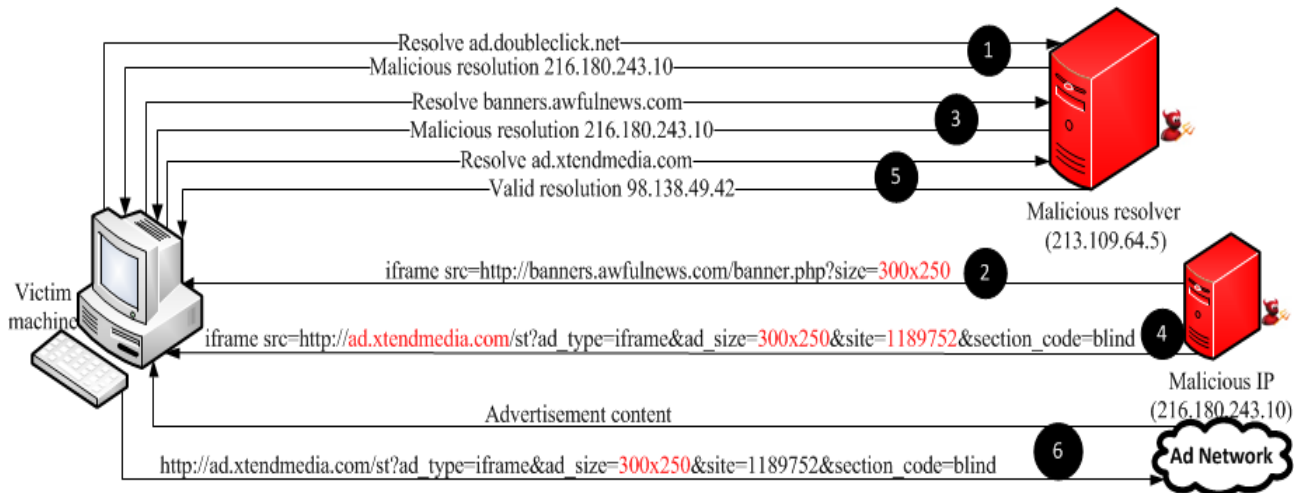 Resolve ad.doubleclick.net
1
Malicious resolution 216.180.243.10
Resolve banners.awfulnews.com
3
Malicious resolution 216.180.243.10
Resolve ad.xtendmedia.com
5
Valid resolution 98.138.49.42
Malicious resolver
(213.109.64.5)
iframe src=http://banners.awfulnews.com/banner.php?size=300x250
2
Victim
machine
iframe src=http://ad.xtendmedia.com/st?ad_type=iframe&ad_size=300x250&site=1189752&section_code=blind
4
Malicious IP
(216.180.243.10)
Advertisement content
6
Ad Network
http://ad.xtendmedia.com/st?ad_type=iframe&ad_size=300x250&site=1189752&section_code=blind